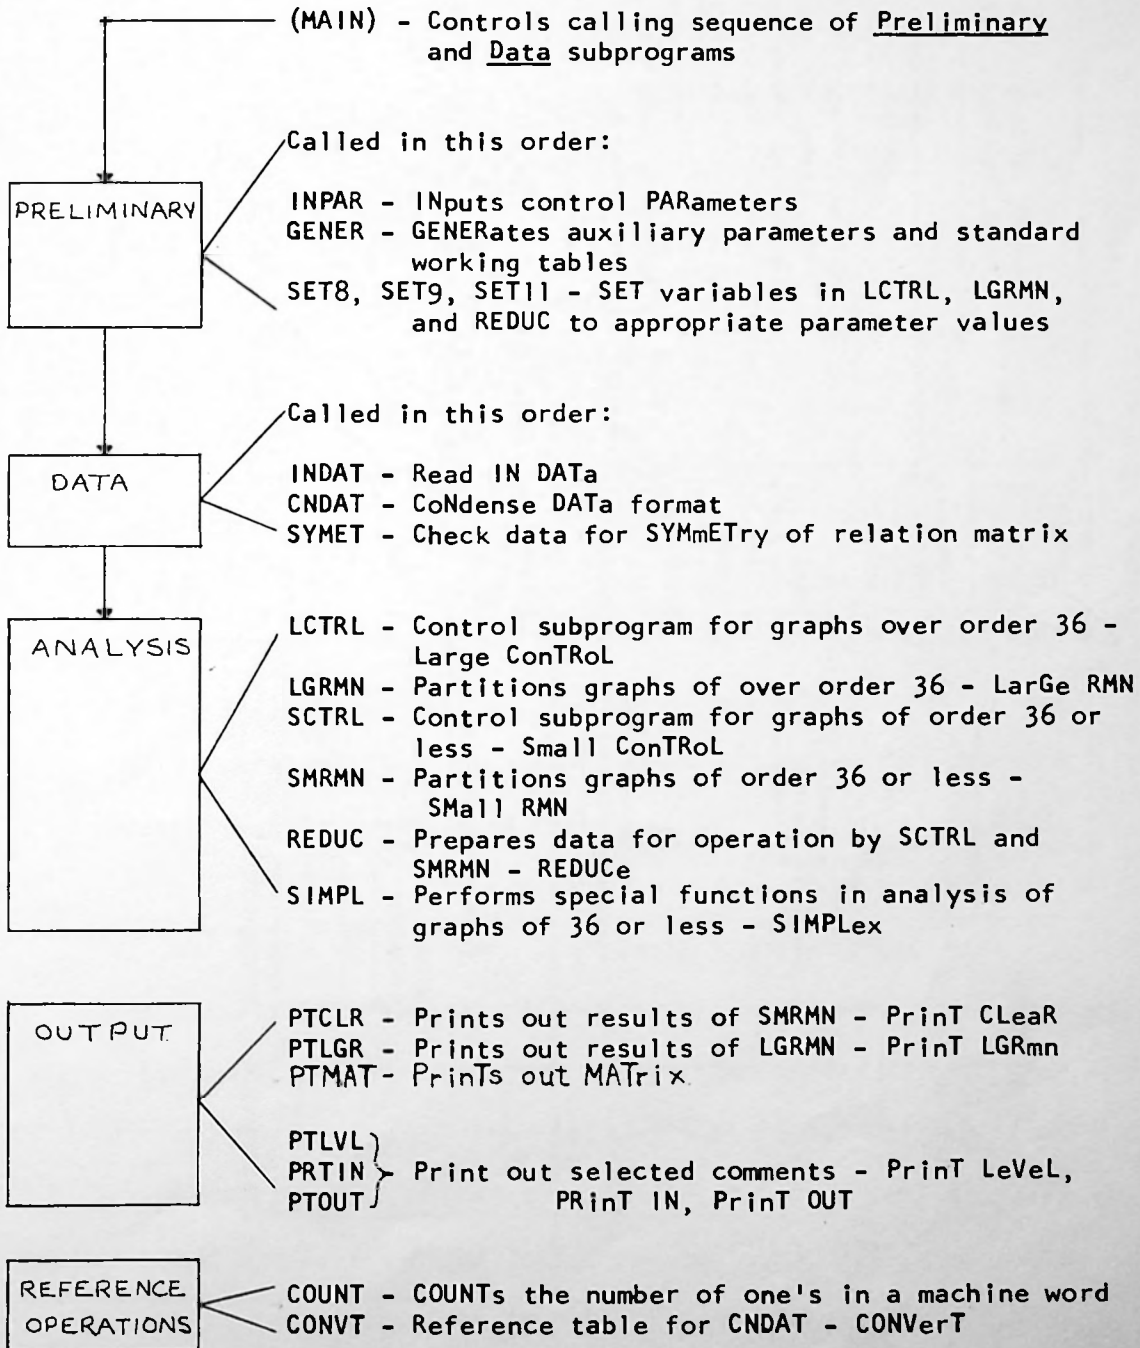 (MAIN) - Controls calling sequence of Preliminary
and Data subprograms
PRELIMINARY
Called in this order:
INPAR - INputs control PARameters
GENER - GENERates auxiliary parameters and standard
working tables
SET8, SET9, SET11 - SET variables in LCTRL, LGRMN,
and REDUC to appropriate parameter values
DATA
Called in this order:
INDAT - Read IN DATa
CNDAT - CoNdense DATa format
SYMET - Check data for SYMmETry of relation matrix
ANALYSIS
LCTRL - Control subprogram for graphs over order 36 -
Large ConTRoL
LGRMN - Partitions graphs of over order 36 - LarGe RMN
SCTRL - Control subprogram for graphs of order 36 or
less - Small ConTRoL
SMRMN - Partitions graphs of order 36 or less -
SMall RMN
REDUC - Prepares data for operation by SCTRL and
SMRMN - REDUCe
SIMPL - Performs special functions in analysis of
graphs of 36 or less - SIMPLex
OUTPUT
PTCLR - Prints out results of SMRMN - PrinT CLeaR
PTLGR - Prints out results of LGRMN - PrinT LGRmn
PTMAT - PrinTs out MATrix
PTLVL
PRTIN } Print out selected comments - PrinT LeVeL,
PTOUT PRinT IN, PrinT OUT
REFERENCE
OPERATIONS
COUNT - COUNTs the number of one's in a machine word
CONVT - Reference table for CNDAT - CONVerT